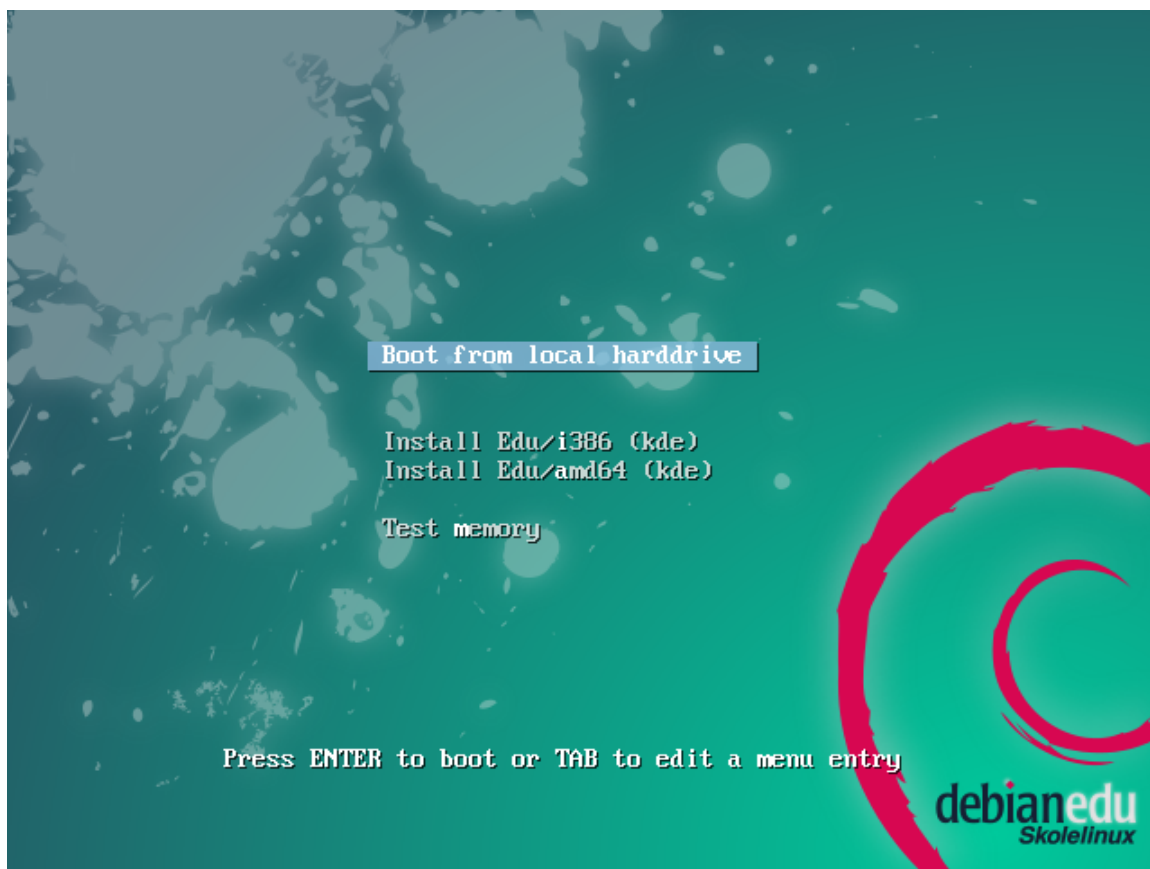 Boot from local harddrive
Install Edu/i386 (kde)
Install Edu/amd64 (kde)
Test memory
Press ENTER to boot or TAB to edit a menu entry
debianedu
Skolelinux